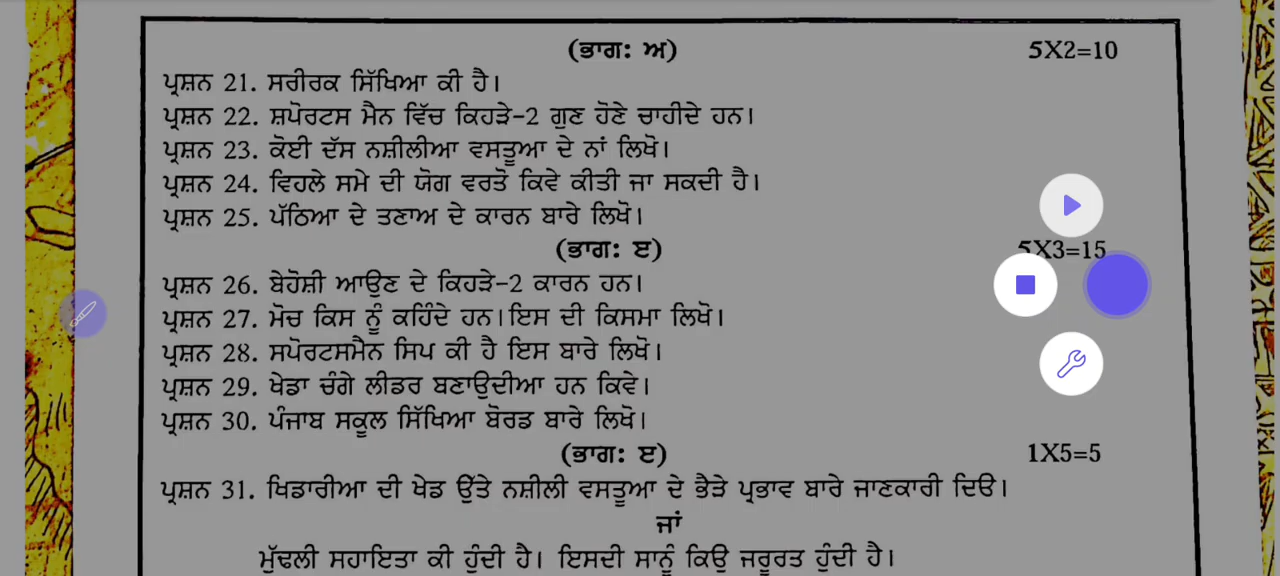 (ਭਾਗ: ਅ) 5X2=10
ਪ੍ਰਸ਼ਨ 21. ਸਰੀਰਕ ਸਿੱਖਿਆ ਕੀ ਹੈ।
ਪ੍ਰਸ਼ਨ 22. ਸ਼ਪੋਰਟਸ ਮੈਨ ਵਿੱਚ ਕਿਹੜੇ-2 ਗੁਣ ਹੋਣੇ ਚਾਹੀਦੇ ਹਨ।
ਪ੍ਰਸ਼ਨ 23. ਕੋਈ ਦੱਸ ਨਸ਼ੀਲੀਆ ਵਸਤੂਆ ਦੇ ਨਾਂ ਲਿਖੋ।
ਪ੍ਰਸ਼ਨ 24. ਵਿਹਲੇ ਸਮੇ ਦੀ ਯੋਗ ਵਰਤੋ ਕਿਵੇ ਕੀਤੀ ਜਾ ਸਕਦੀ ਹੈ।
ਪ੍ਰਸ਼ਨ 25. ਪੱਠਿਆ ਦੇ ਤਣਾਅ ਦੇ ਕਾਰਨ ਬਾਰੇ ਲਿਖੋ।
(ਭਾਗ: ੲ) 5X3=15
ਪ੍ਰਸ਼ਨ 26. ਬੇਹੋਸ਼ੀ ਆਉਣ ਦੇ ਕਿਹੜੇ-2 ਕਾਰਨ ਹਨ।
ਪ੍ਰਸ਼ਨ 27. ਮੋਚ ਕਿਸ ਨੂੰ ਕਹਿੰਦੇ ਹਨ। ਇਸ ਦੀ ਕਿਸਮਾ ਲਿਖੋ।
ਪ੍ਰਸ਼ਨ 28. ਸਪੋਰਟਸਮੈਨ ਸਿਪ ਕੀ ਹੈ ਇਸ ਬਾਰੇ ਲਿਖੋ।
ਪ੍ਰਸ਼ਨ 29. ਖੇਡਾ ਚੰਗੇ ਲੀਡਰ ਬਣਾਉਦੀਆ ਹਨ ਕਿਵੇ।
ਪ੍ਰਸ਼ਨ 30. ਪੰਜਾਬ ਸਕੂਲ ਸਿੱਖਿਆ ਬੋਰਡ ਬਾਰੇ ਲਿਖੋ।
(ਭਾਗ: ੲ) 1X5=5
ਪ੍ਰਸ਼ਨ 31. ਖਿਡਾਰੀਆ ਦੀ ਖੇਡ ਉੱਤੇ ਨਸ਼ੀਲੀ ਵਸਤੂਆ ਦੇ ਭੈੜੇ ਪ੍ਰਭਾਵ ਬਾਰੇ ਜਾਣਕਾਰੀ ਦਿਓ।
ਜਾਂ
ਮੁੱਢਲੀ ਸਹਾਇਤਾ ਕੀ ਹੁੰਦੀ ਹੈ। ਇਸਦੀ ਸਾਨੂੰ ਕਿਉ ਜਰੂਰਤ ਹੁੰਦੀ ਹੈ।